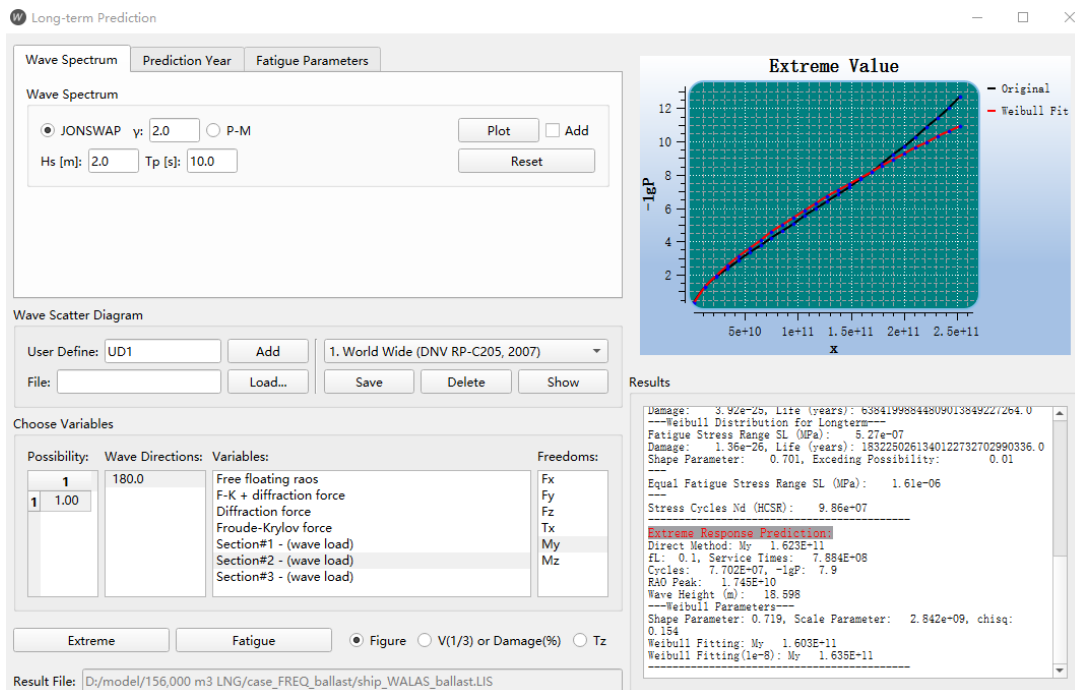 W Long-term Prediction
Wave Spectrum
Prediction Year
Fatigue Parameters
Wave Spectrum
JONSWAP γ: 2.0 P-M
Plot
Add
Hs [m]: 2.0 Tp [s]: 10.0
Reset
Extreme Value
Original
Weibull Fit
-lgP
12
10
8
6
4
2
5e+10 1e+11 1.5e+11 2e+11 2.5e+11
x
Wave Scatter Diagram
User Define: UD1
Add
1. World Wide (DNV RP-C205, 2007)
File:
Load...
Save
Delete
Show
Choose Variables
Possibility:
1
1 1.00
Wave Directions:
180.0
Variables:
Free floating raos
F-K + diffraction force
Diffraction force
Froude-Krylov force
Section#1 - (wave load)
Section#2 - (wave load)
Section#3 - (wave load)
Freedoms:
Fx
Fy
Fz
Tx
My
Mz
Extreme
Fatigue
Figure
V(1/3) or Damage(%)
Tz
Result File: D:/model/156,000 m3 LNG/case_FREQ_ballast/ship_WALAS_ballast.LIS
Results
Damage: 3.92e-25, Life (years): 63841998844809013849227264.0
---Weibull Distribution for Longterm---
Fatigue Stress Range SL (MPa): 5.27e-07
Damage: 1.36e-26, Life (years): 1832250261340122732702990336.0
Shape Parameter: 0.701, Exceding Possibility: 0.01
---
Equal Fatigue Stress Range SL (MPa): 1.61e-06
---
Stress Cycles Nd (HCSR): 9.86e+07
------------------------------------------
Extreme Response Prediction:
Direct Method: My 1.623E+11
fL: 0.1, Service Times: 7.884E+08
Cycles: 7.702E+07, -lgP: 7.9
RAO Peak: 1.745E+10
Wave Height (m): 18.598
---Weibull Parameters---
Shape Parameter: 0.719, Scale Parameter: 2.842e+09, chisq:
0.154
Weibull Fitting: My 1.603E+11
Weibull Fitting(1e-8): My 1.635E+11
------------------------------------------